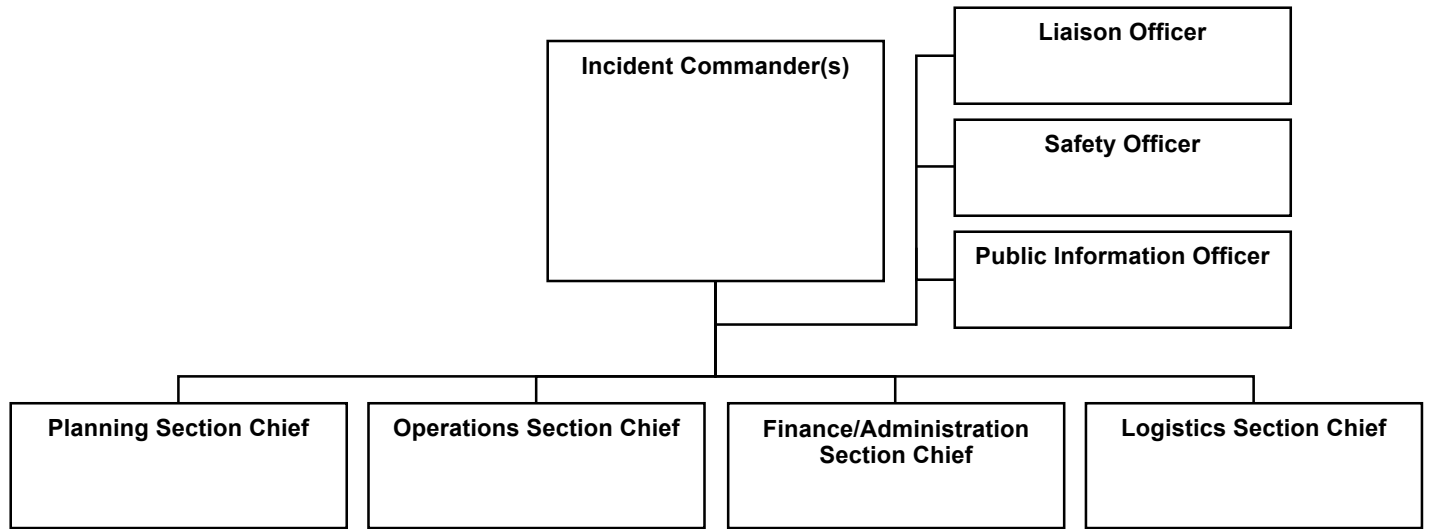 Incident Commander(s)
Liaison Officer
Safety Officer
Public Information Officer
Planning Section Chief
Operations Section Chief
Finance/Administration
Section Chief
Logistics Section Chief